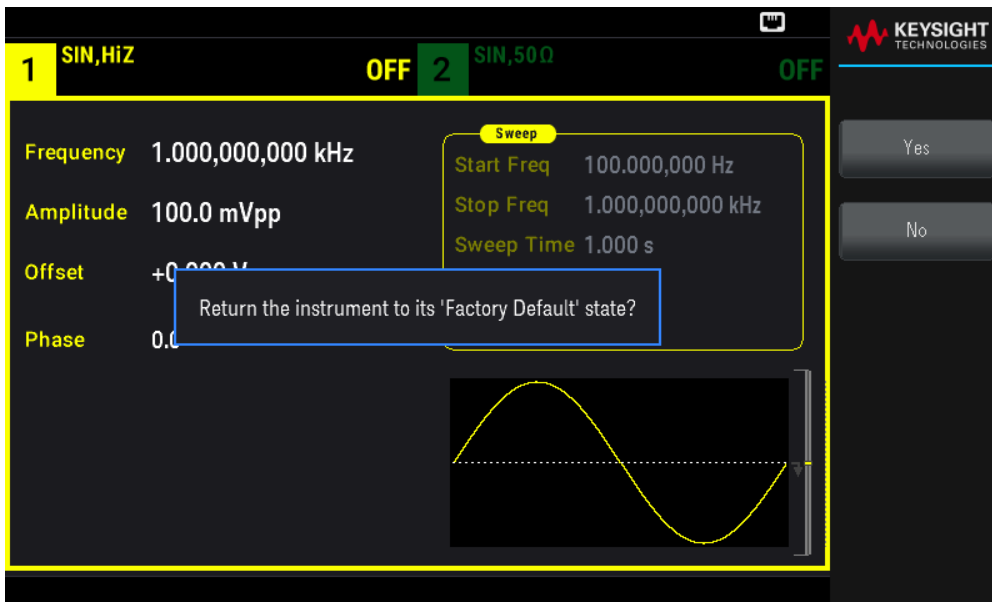 KEYSIGHT
TECHNOLOGIES
1 SIN,HiZ OFF 2 SIN,50Ω OFF
Sweep
Frequency 1.000,000,000 kHz
Start Freq 100.000,000 Hz
Amplitude 100.0 mVpp
Stop Freq 1.000,000,000 kHz
Sweep Time 1.000 s
Offset
Return the instrument to its 'Factory Default' state?
Phase
Yes
No